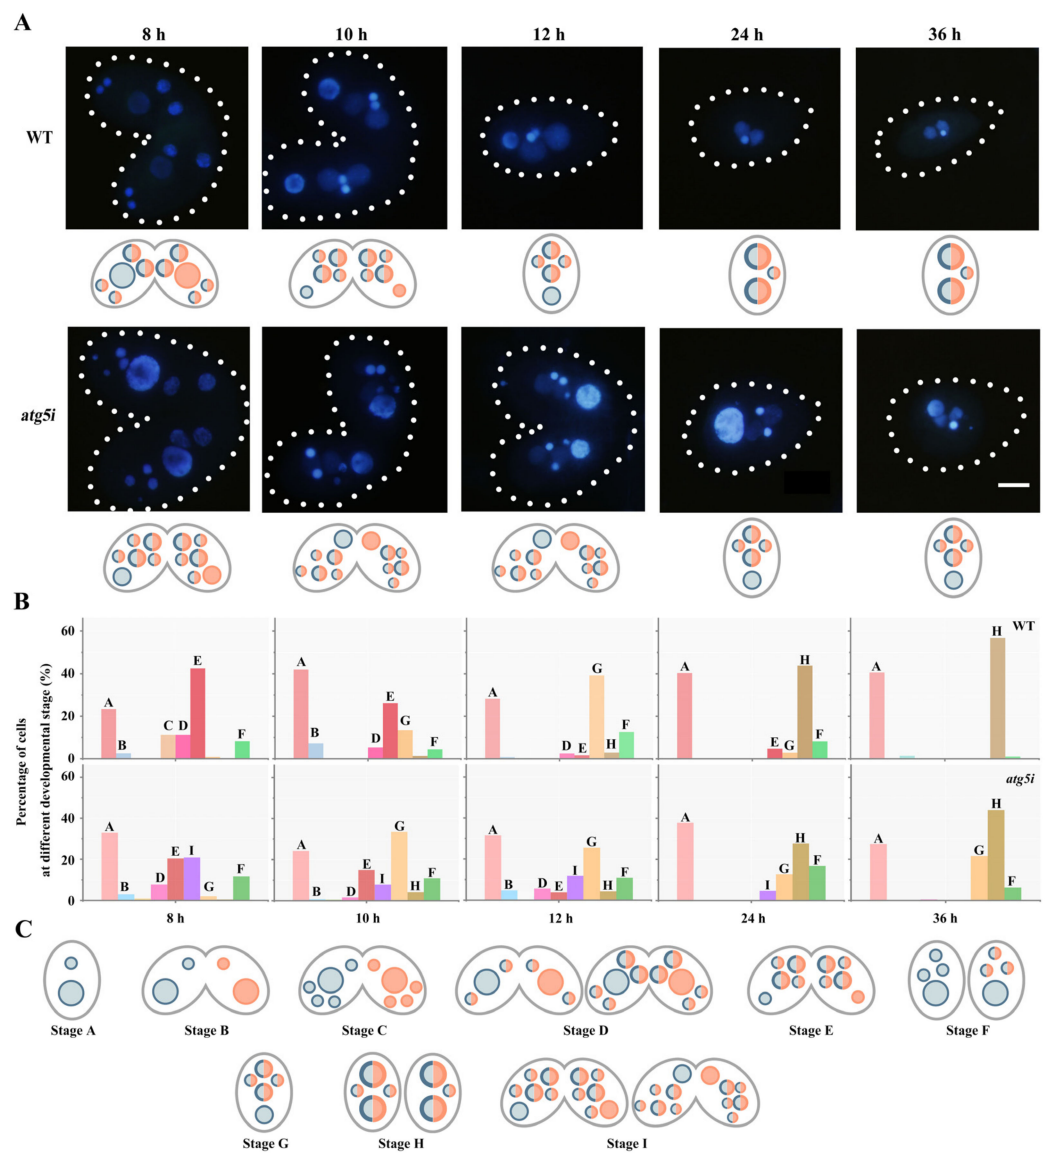 A
8 h 10 h 12 h 24 h 36 h
WT
atg5i
B
Percentage of cells
at different developmental stage (%)
60
40
20
0
A B C D E F
A B D E G F
A D E G H F
A E G H F
A H
WT
60
40
20
0
A B D E I G F
A D E I G H F
A B D E I G H F
A I G H F
A G H F
atg5i
8 h 10 h 12 h 24 h 36 h
C
Stage A Stage B Stage C Stage D Stage E Stage F
Stage G Stage H Stage I